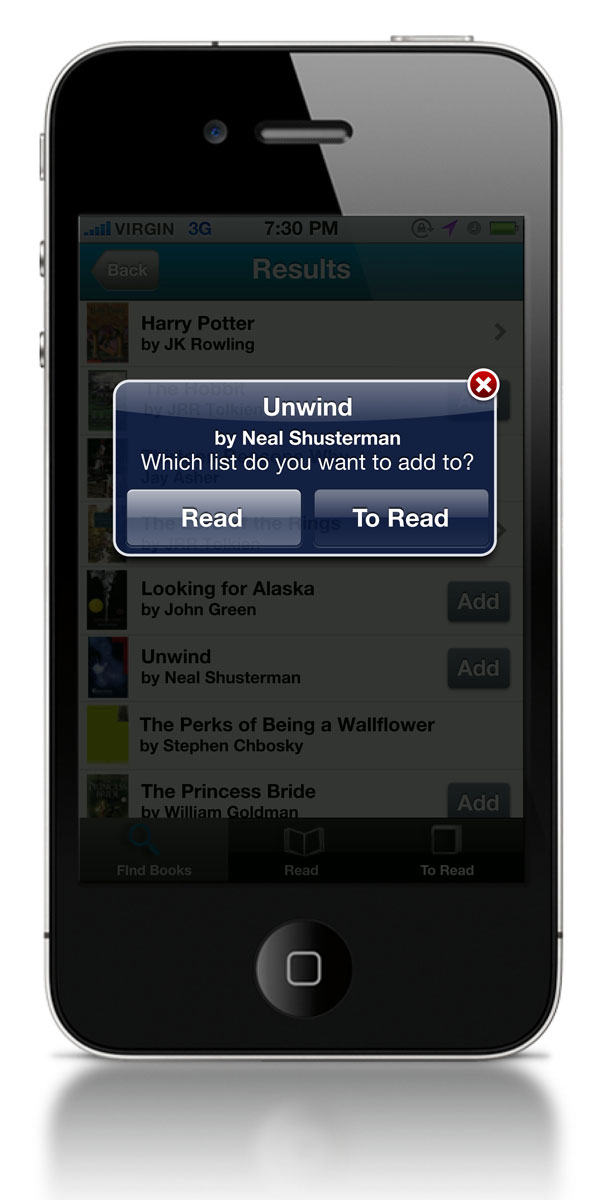 VIRGIN 3G 7:30 PM
Back
Results
Harry Potter
by JK Rowling
The Hobbit
by JRR Tolkien
Unwind
by Neal Shusterman
Which list do you want to add to?
Jay Asher
Read
To Read
The of the Rings
by JRR Tolkien
Looking for Alaska
by John Green
Add
Unwind
by Neal Shusterman
Add
The Perks of Being a Wallflower
by Stephen Chbosky
The Princess Bride
by William Goldman
Add
FInd Books
Read
To Read